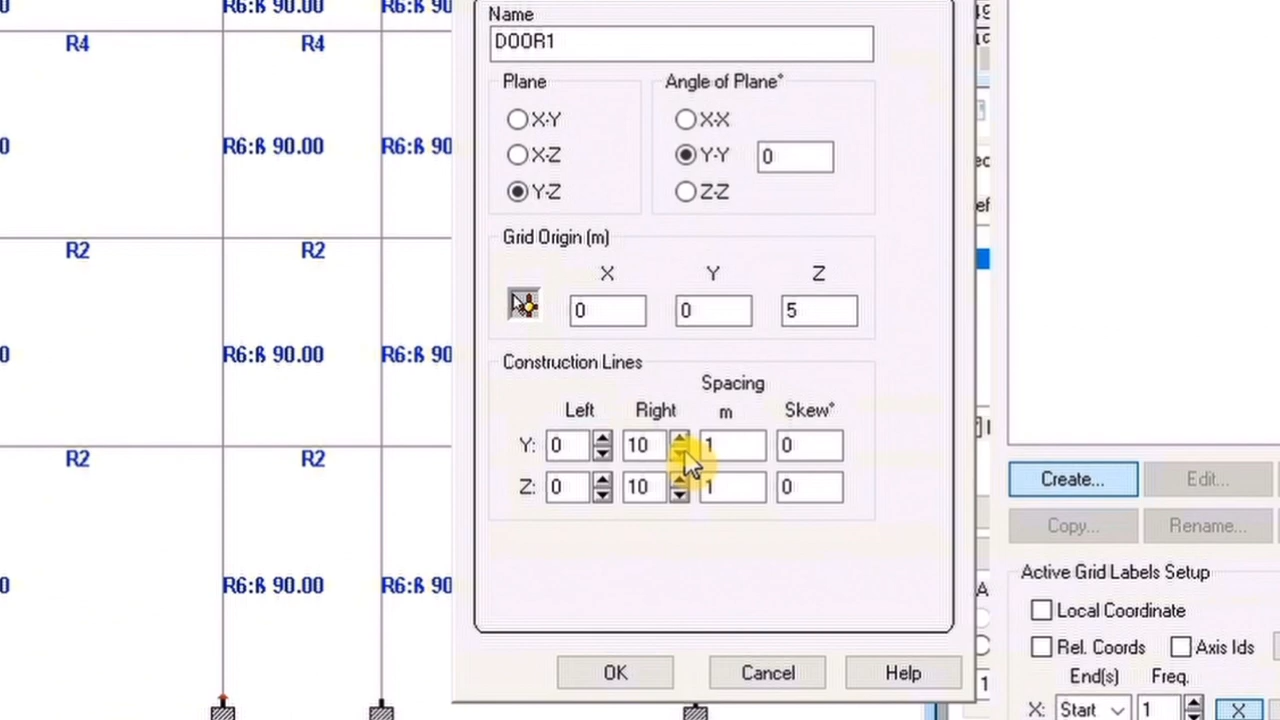 R6:ß 90.00 R6:ß 90.00
Name
DOOR1
R4 R4
Plane
Angle of Plane°
X-Y
X-X
R6:ß 90.00 R6:ß 90
X-Z
Y-Y
0
Y-Z
Z-Z
Grid Origin (m)
R2 R2
X Y Z
0 0 5
R6:ß 90.00 R6:ß 90
Construction Lines
Spacing
Left Right m Skew°
Y: 0 10 1 0
R2 R2
Z: 0 10 1 0
Create... Edit...
Copy... Rename...
Active Grid Labels Setup
R6:ß 90.00 R6:ß 90
Local Coordinate
Rel. Coords Axis Ids
End(s) Freq.
OK Cancel Help
X: Start 1 X